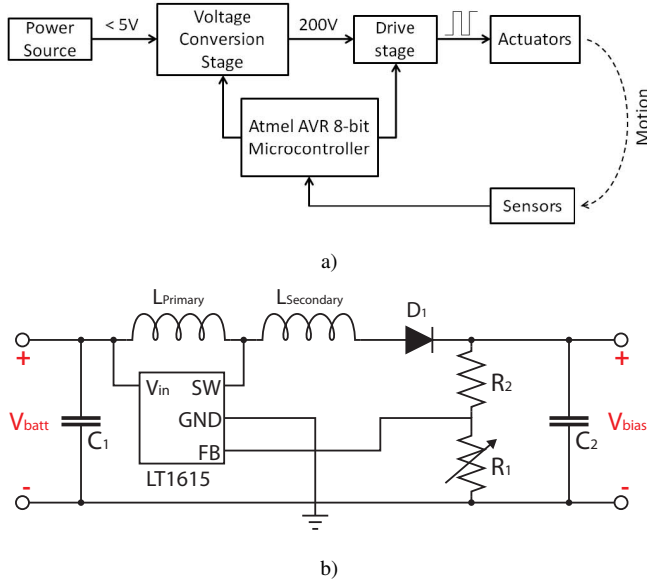 Power
Source
< 5V
Voltage
Conversion
Stage
200V
Drive
stage
Actuators
Motion
Atmel AVR 8-bit
Microcontroller
Sensors
a)
LPrimary
LSecondary
D1
+
+
Vin
SW
R2
GND
Vbatt
C1
C2
Vbias
FB
R1
LT1615
-
-
b)